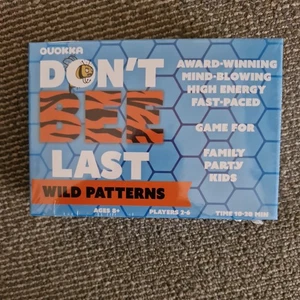 QUOKKA
DON'T
BEE
LAST
WILD PATTERNS
AWARD-WINNING
MIND-BLOWING
HIGH ENERGY
FAST-PACED
GAME FOR
FAMILY
PARTY
KIDS
AGES 8+
PLAYERS 2-6
TIME 10-20 MIN